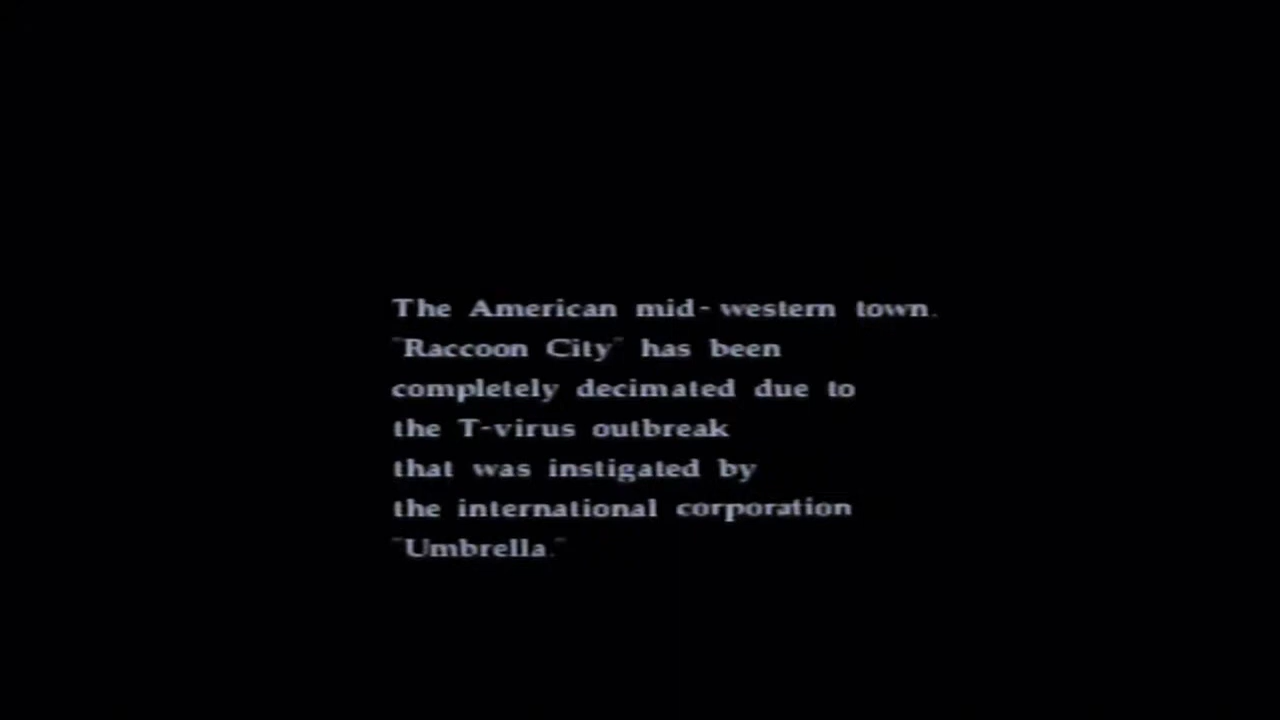 The American mid-western town.
"Raccoon City" has been
completely decimated due to
the T-virus outbreak
that was instigated by
the international corporation
"Umbrella."